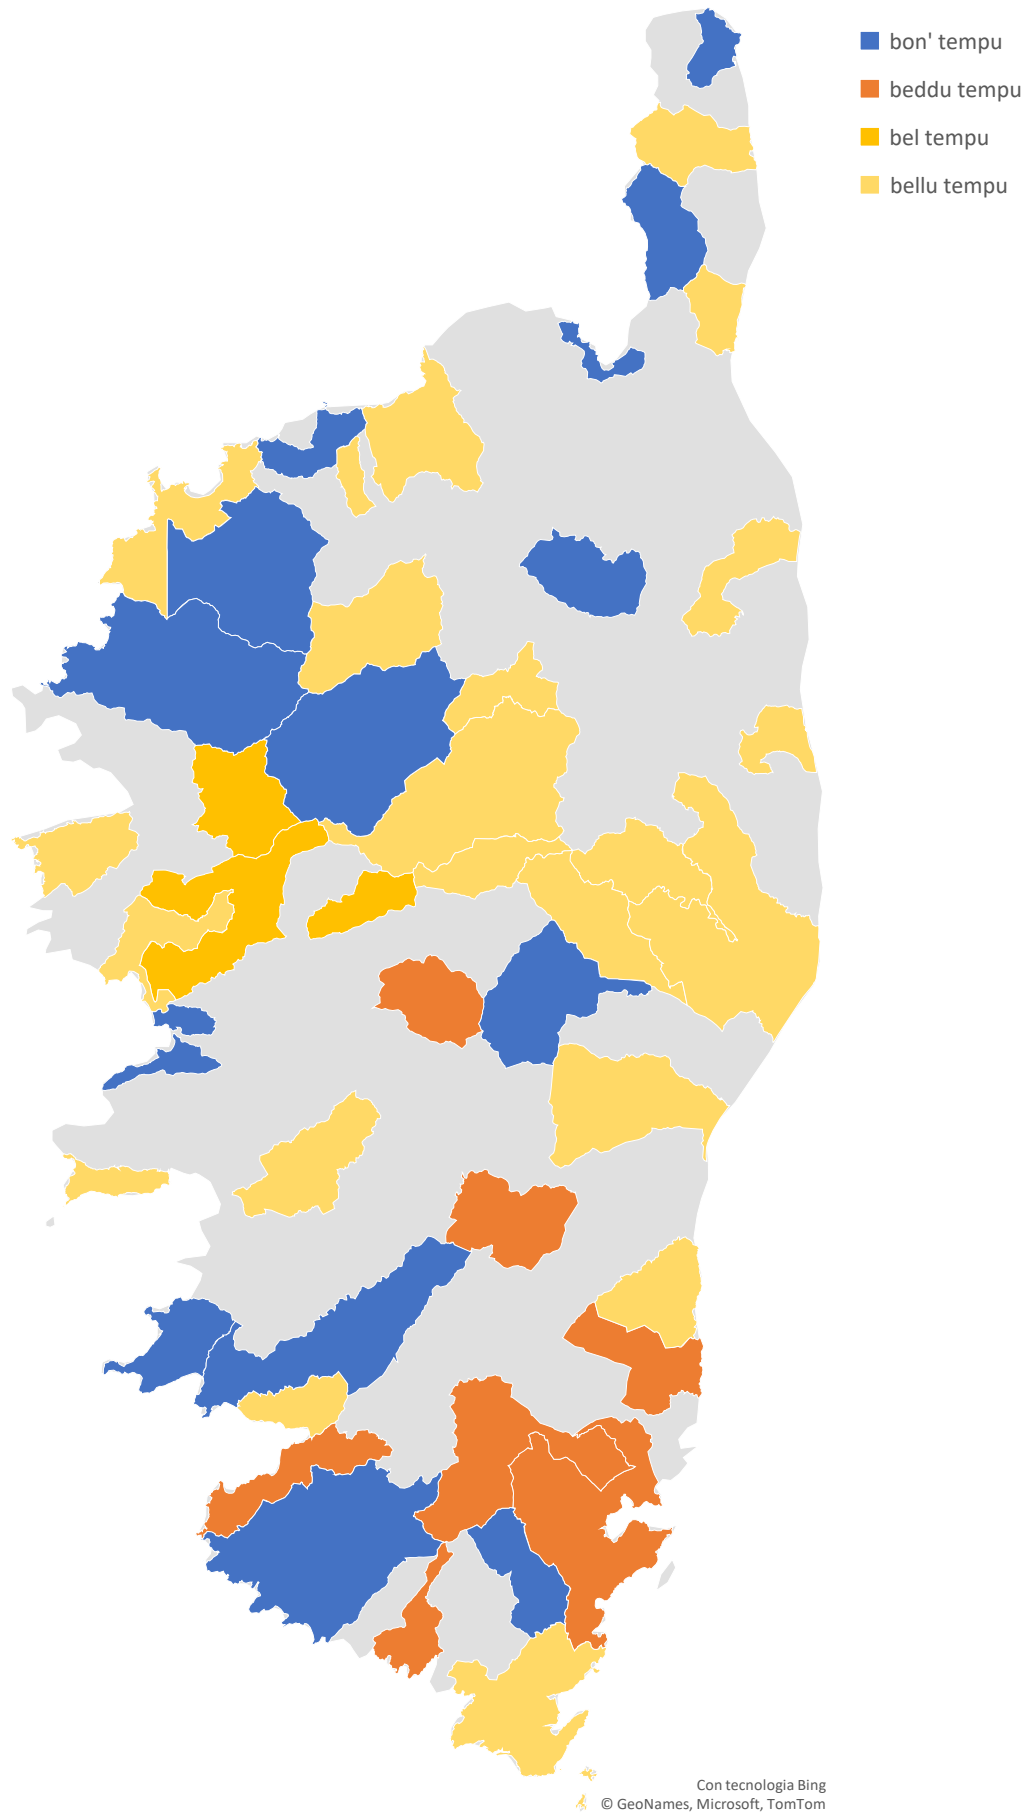 bon' tempu
beddu tempu
bel tempu
bellu tempu
Con tecnologia Bing
© GeoNames, Microsoft, TomTom